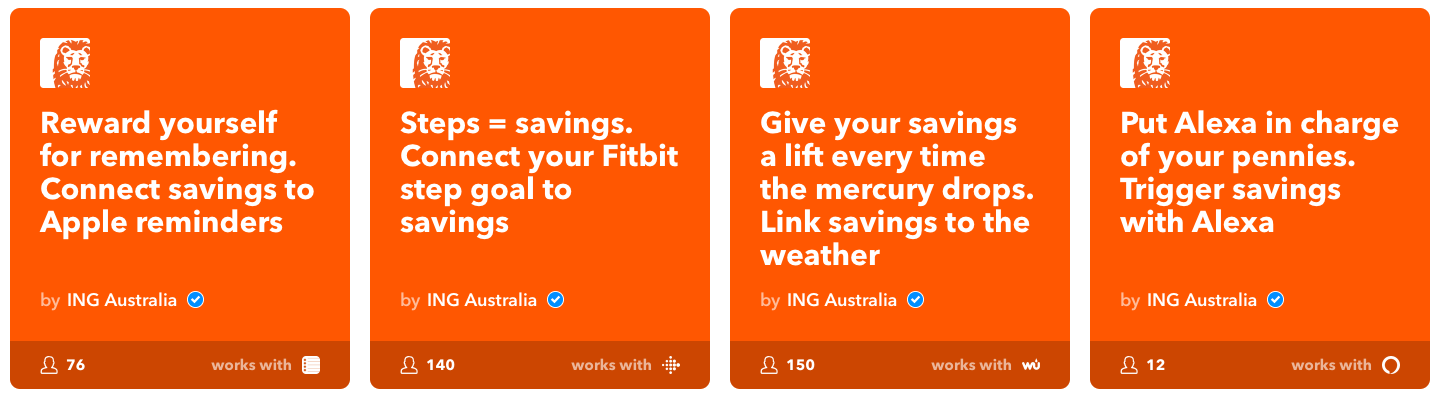 Reward yourself
for remembering.
Connect savings to
Apple reminders
by ING Australia
76
works with
Steps = savings.
Connect your Fitbit
step goal to
savings
by ING Australia
140
works with
Give your savings
a lift every time
the mercury drops.
Link savings to the
weather
by ING Australia
150
works with wu
Put Alexa in charge
of your pennies.
Trigger savings
with Alexa
by ING Australia
12
works with